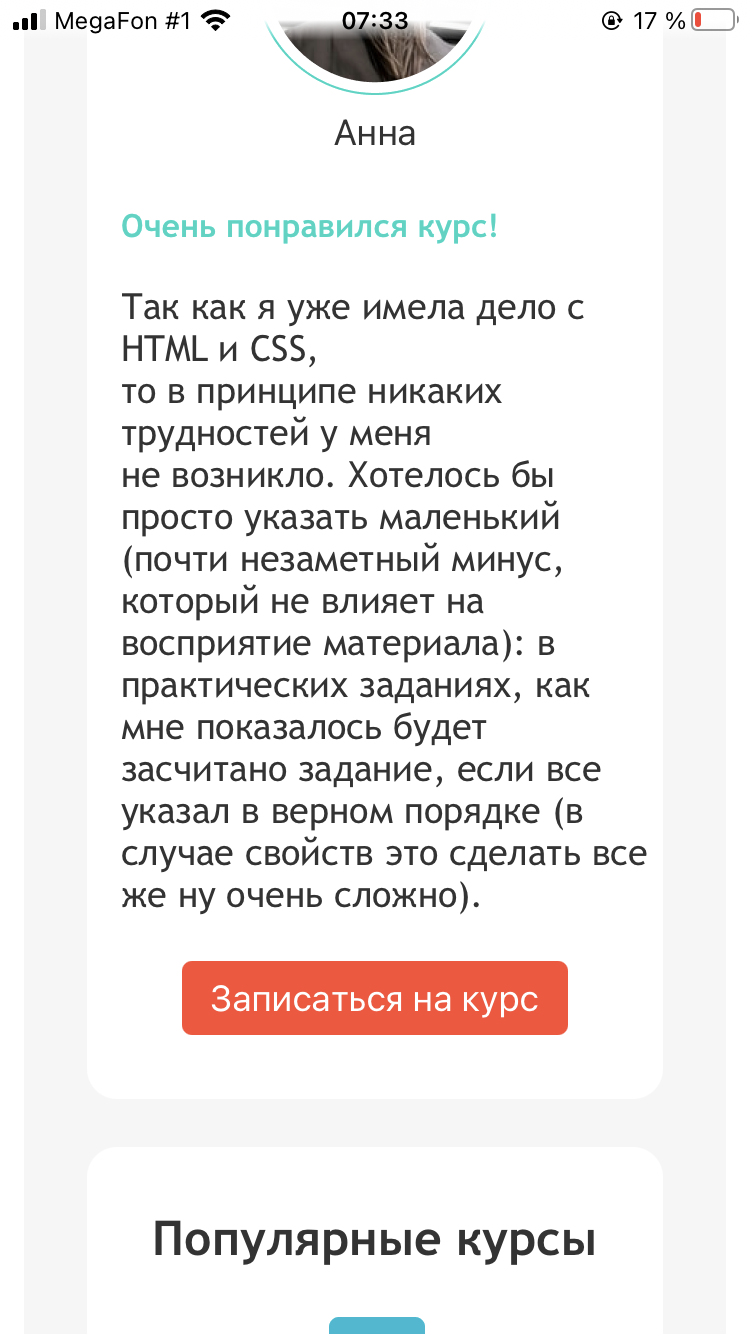 MegaFon #1 07:33 17 %
Анна
Очень понравился курс!
Так как я уже имела дело с
HTML и CSS,
то в принципе никаких
трудностей у меня
не возникло. Хотелось бы
просто указать маленький
(почти незаметный минус,
который не влияет на
восприятие материала): в
практических заданиях, как
мне показалось будет
засчитано задание, если все
указал в верном порядке (в
случае свойств это сделать все
же ну очень сложно).
Записаться на курс
Популярные курсы